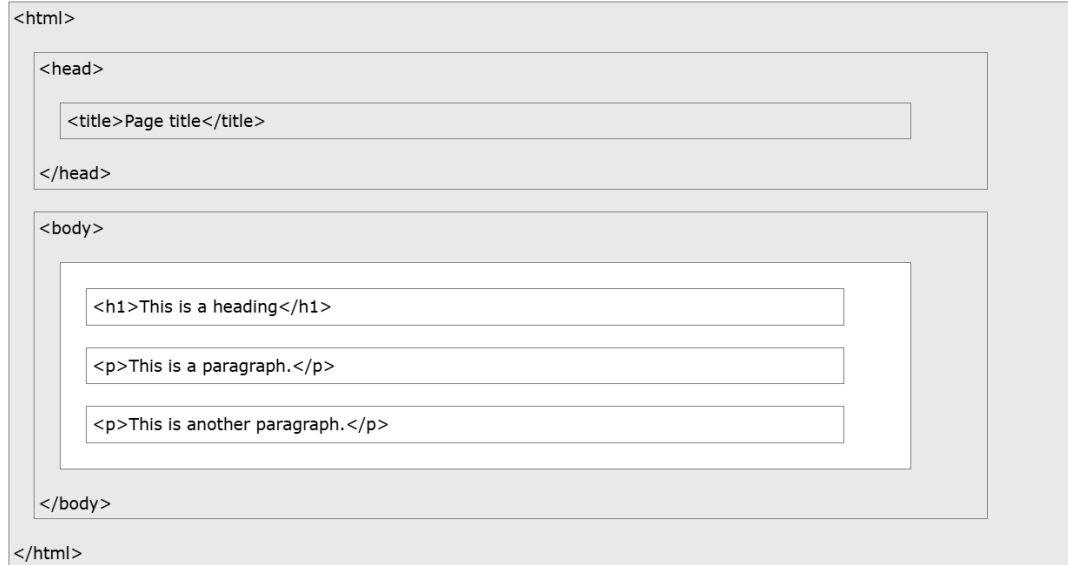 <html>
<head>
<title>Page title</title>
</head>
<body>
<h1>This is a heading</h1>
<p>This is a paragraph.</p>
<p>This is another paragraph.</p>
</body>
</html>